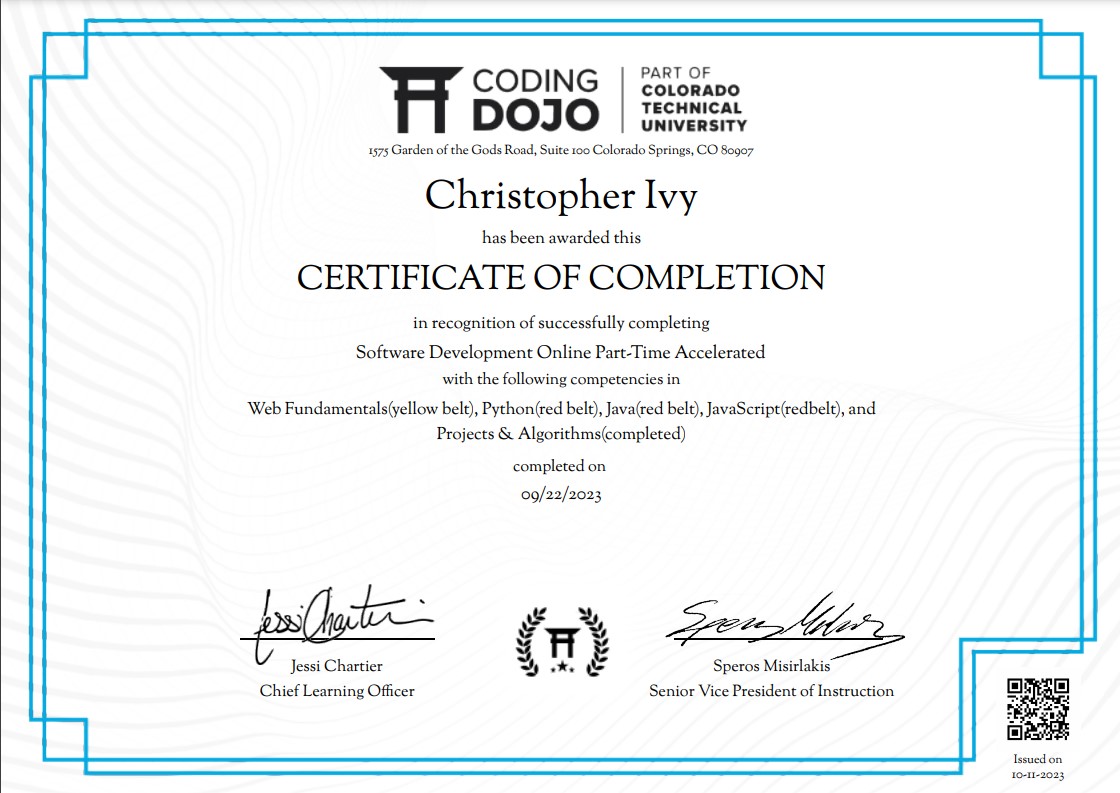 CODING
DOJO
PART OF
COLORADO
TECHNICAL
UNIVERSITY
1575 Garden of the Gods Road, Suite 100 Colorado Springs, CO 80907
Christopher Ivy
has been awarded this
CERTIFICATE OF COMPLETION
in recognition of successfully completing
Software Development Online Part-Time Accelerated
with the following competencies in
Web Fundamentals(yellow belt), Python(red belt), Java(red belt), JavaScript(redbelt), and
Projects & Algorithms(completed)
completed on
09/22/2023
Jessi Chartier
Jessi Chartier
Chief Learning Officer
Speros Misirlakis
Senior Vice President of Instruction
Issued on
10-11-2023